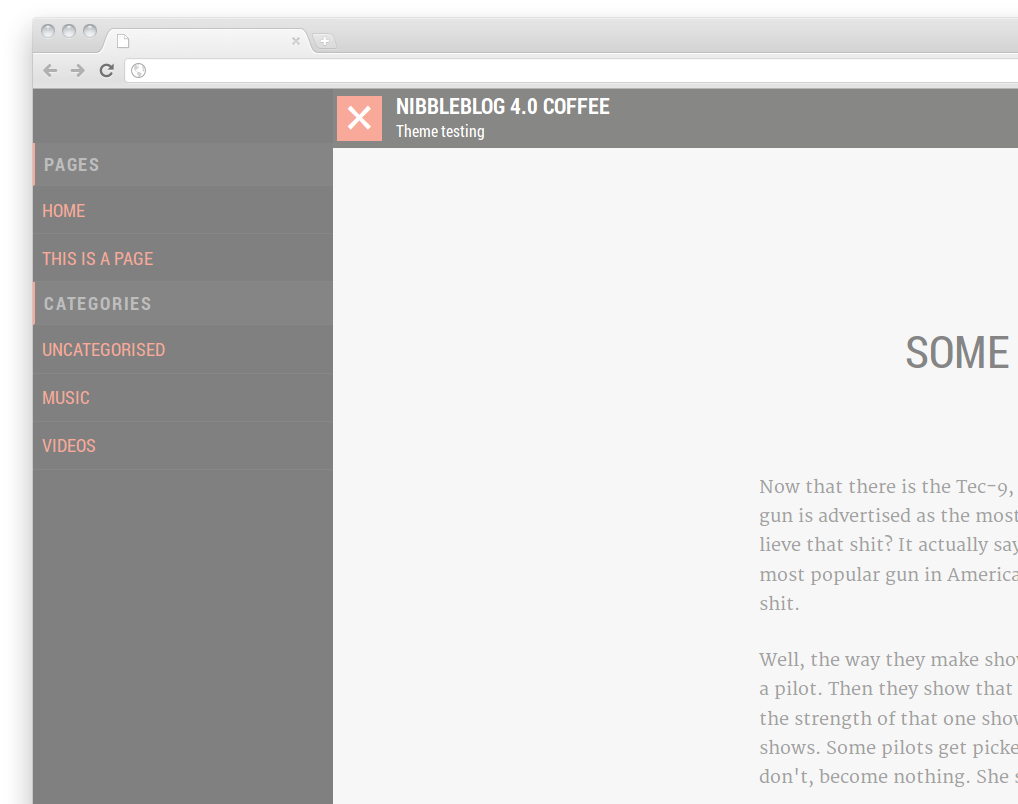 NIBBLEBLOG 4.0 COFFEE
Theme testing
PAGES
HOME
THIS IS A PAGE
CATEGORIES
UNCATEGORISED
MUSIC
VIDEOS
SOME
Now that there is the Tec-9,
gun is advertised as the most
lieve that shit? It actually say
most popular gun in America
shit.
Well, the way they make sho
a pilot. Then they show that
the strength of that one sho
shows. Some pilots get picke
don't, become nothing. She s